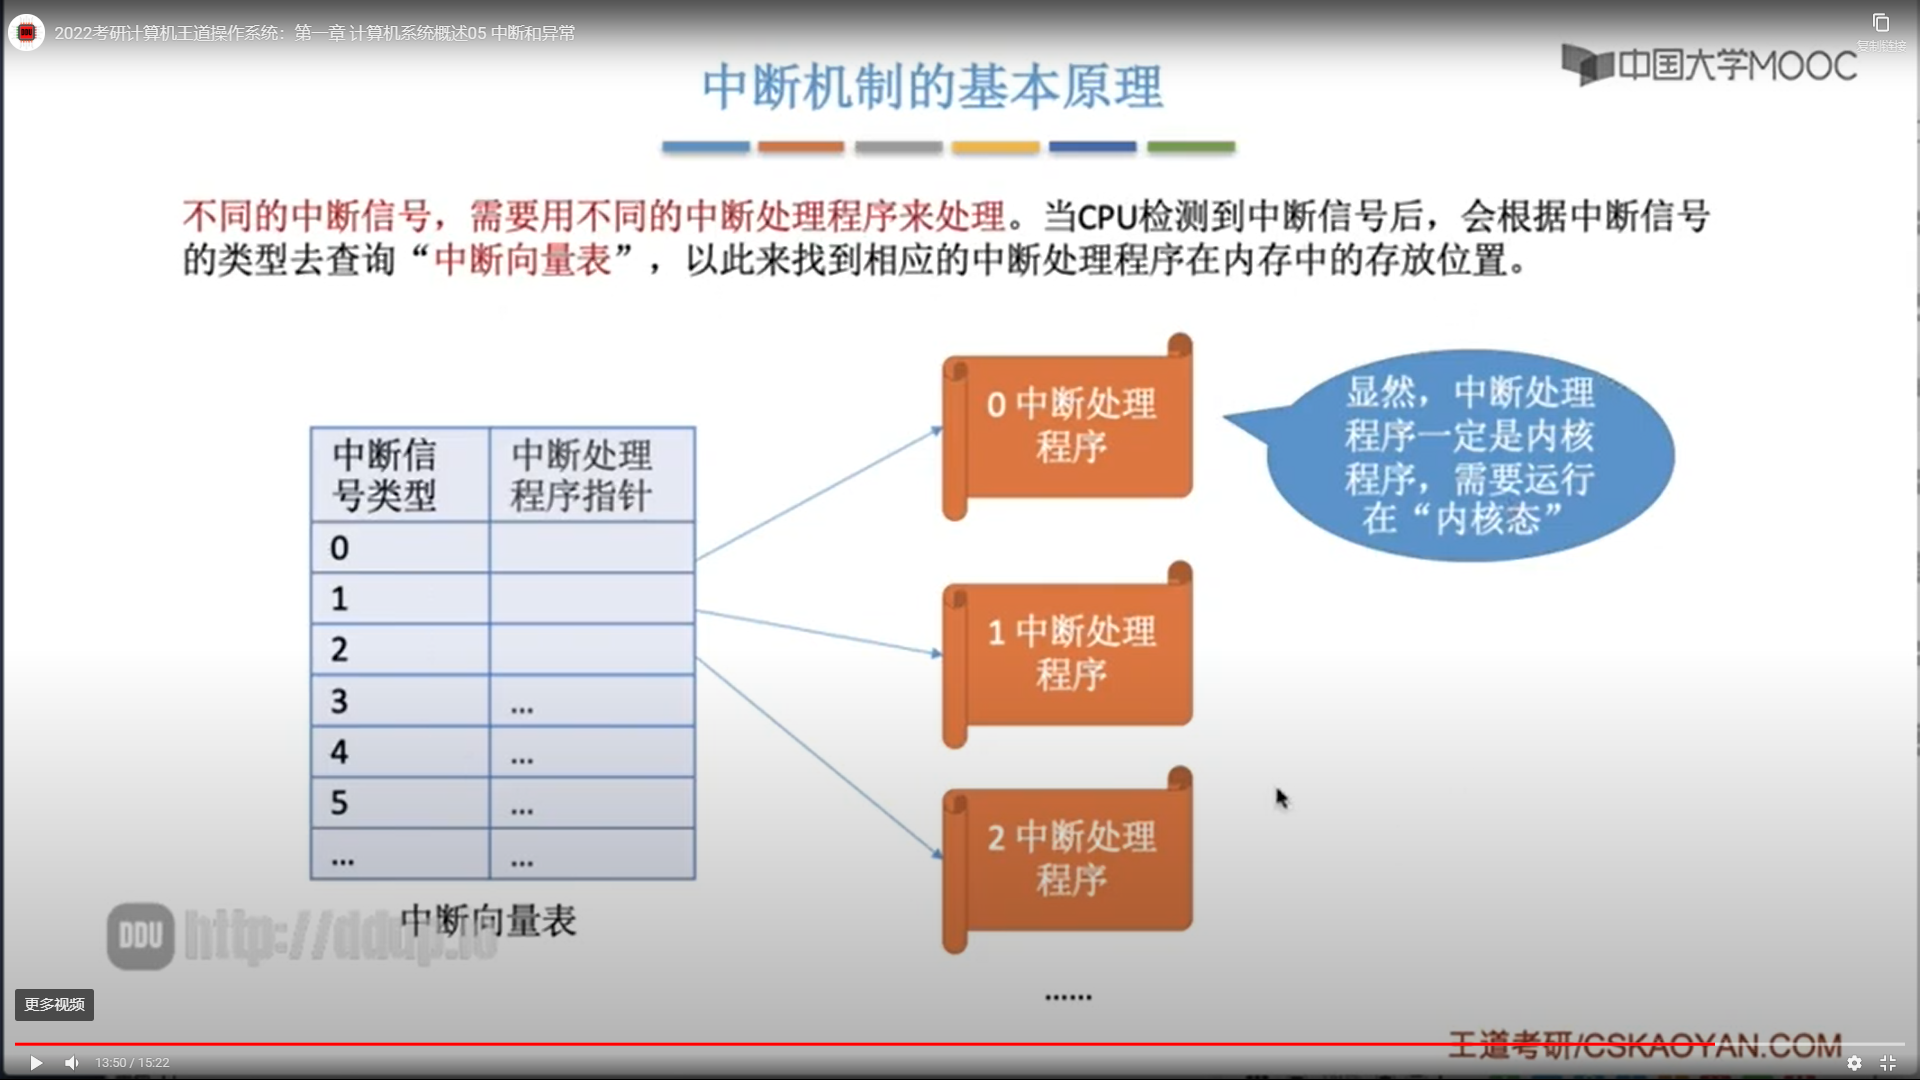 2022考研计算机王道操作系统：第一章 计算机系统概述05 中断和异常
复制链接
中国大学MOOC
中断机制的基本原理
不同的中断信号，需要用不同的中断处理程序来处理。当CPU检测到中断信号后，会根据中断信号
的类型去查询“中断向量表”，以此来找到相应的中断处理程序在内存中的存放位置。
中断信
号类型
中断处理
程序指针
0
1
2
3 ...
4 ...
5 ...
... ...
中断向量表
0 中断处理
程序
1 中断处理
程序
2 中断处理
程序
......
显然，中断处理
程序一定是内核
程序，需要运行
在“内核态”
DDU
更多视频
王道考研/CSKAOYAN.COM
13:50 / 15:22